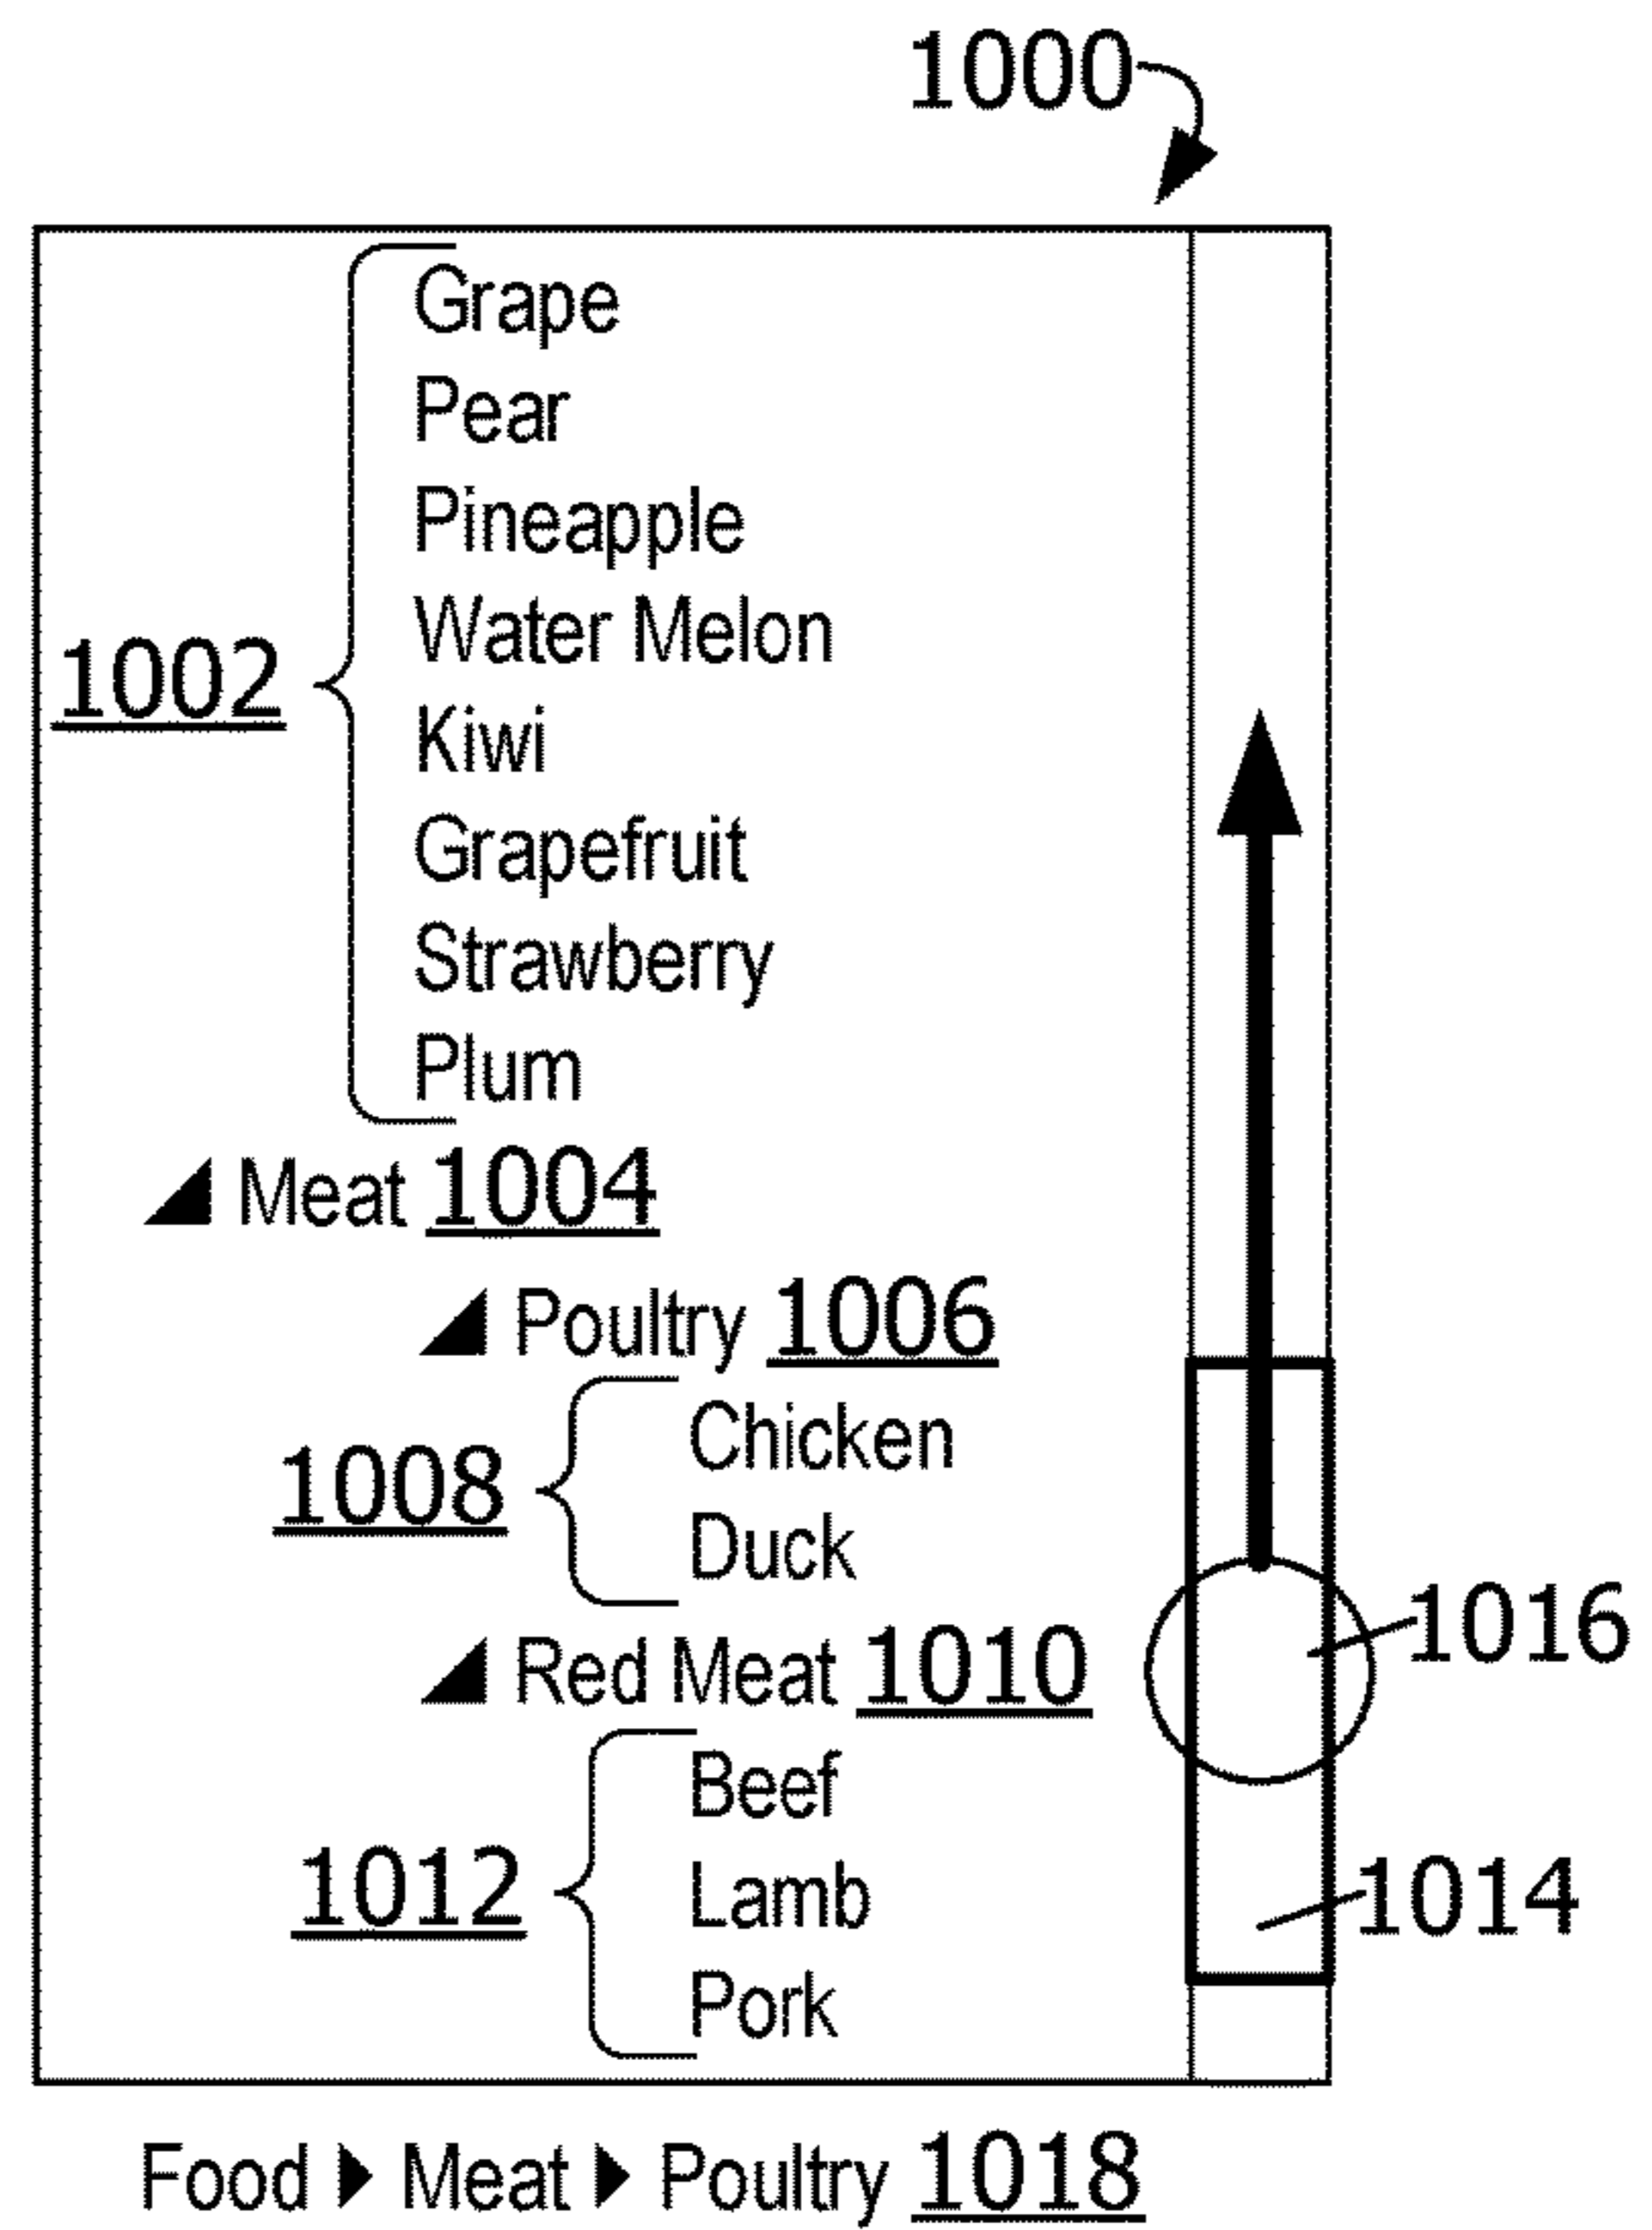 1000
Grape
Pear
Pineapple
Water Melon
1002
Kiwi
Grapefruit
Strawberry
Plum
Meat 1004
Poultry 1006
Chicken
1008
Duck
1016
Red Meat 1010
Beef
1012
Lamb
1014
Pork
Food Meat Poultry 1018